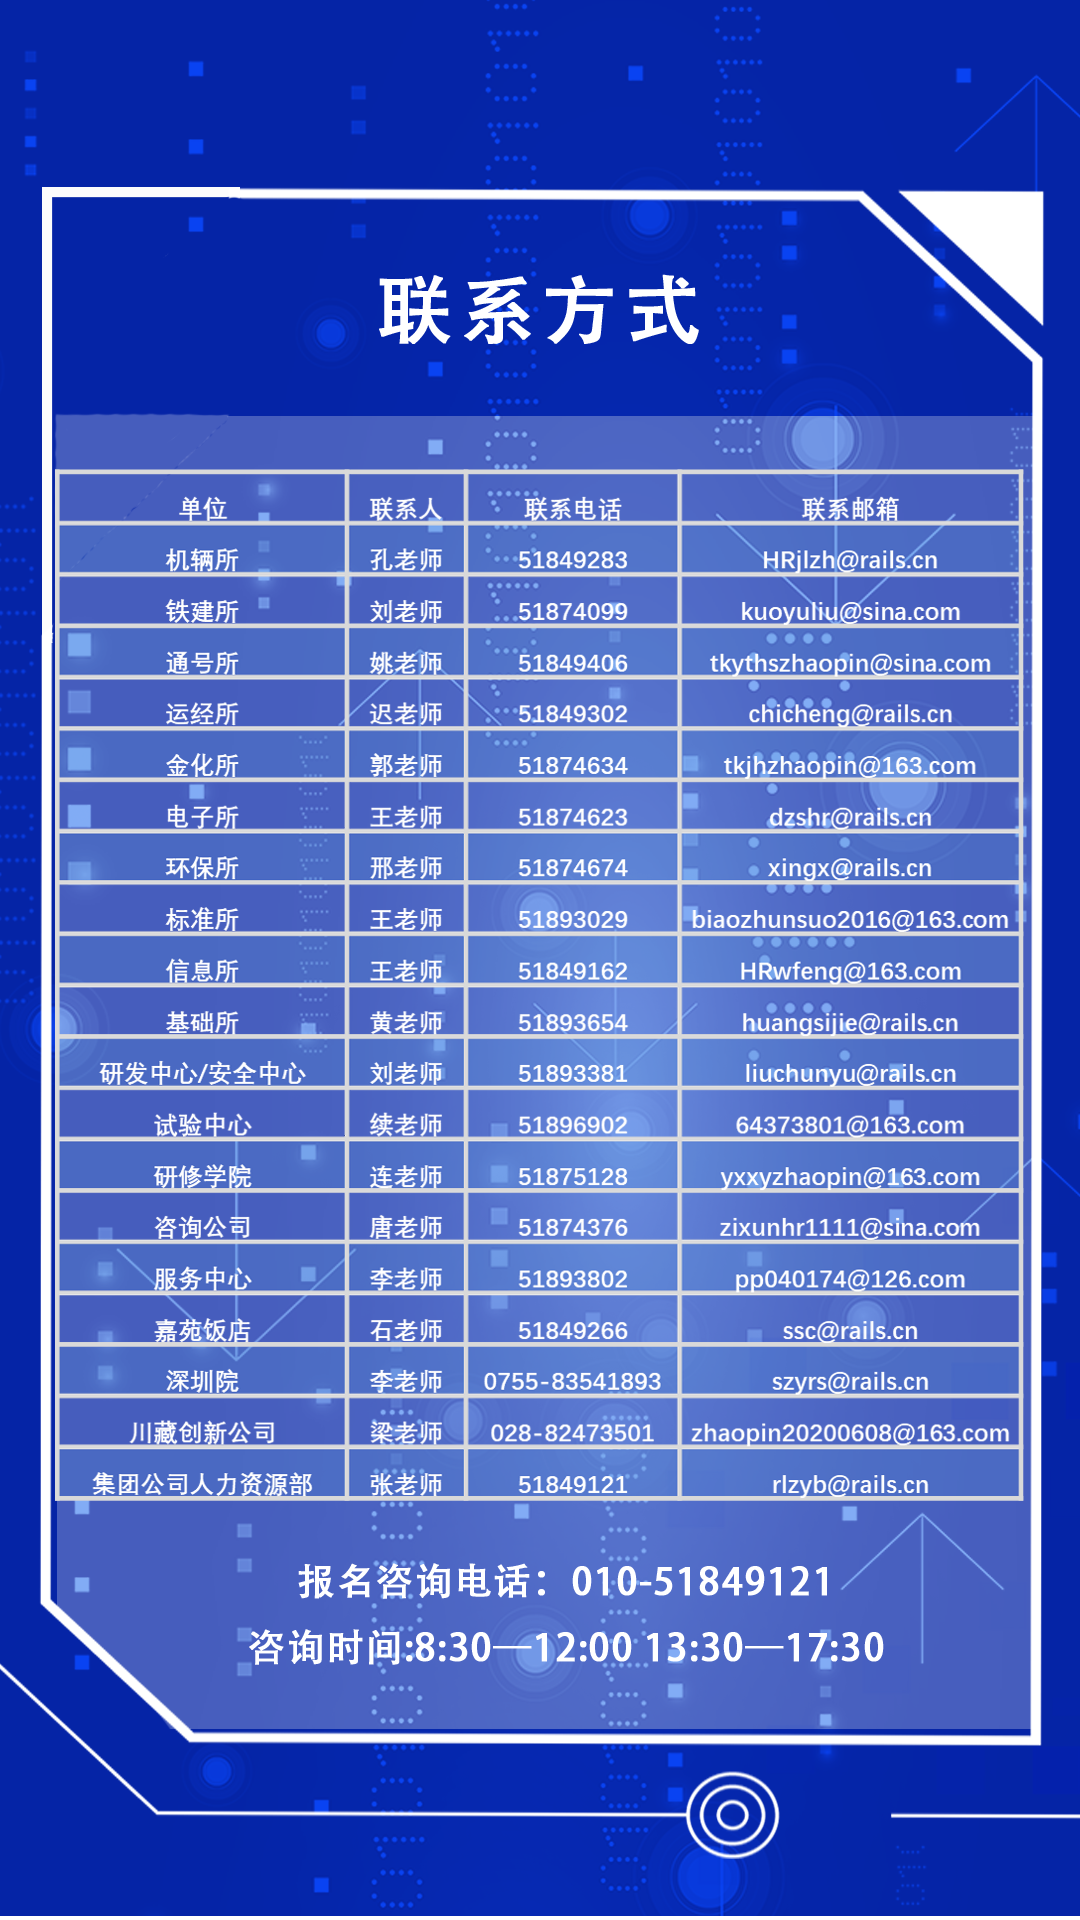 联系方式
单位 联系人 联系电话 联系邮箱
机辆所 孔老师 51849283 HRjlzh@rails.cn
铁建所 刘老师 51874099 kuoyuliu@sina.com
通号所 姚老师 51849406 tkythszhaopin@sina.com
运经所 迟老师 51849302 chicheng@rails.cn
金化所 郭老师 51874634 tkjhzhaopin@163.com
电子所 王老师 51874623 dzshr@rails.cn
环保所 邢老师 51874674 xingx@rails.cn
标准所 王老师 51893029 biaozhunsuo2016@163.com
信息所 王老师 51849162 HRwfeng@163.com
基础所 黄老师 51893654 huangsijie@rails.cn
研发中心/安全中心 刘老师 51893381 liuchunyu@rails.cn
试验中心 续老师 51896902 64373801@163.com
研修学院 连老师 51875128 yxxyzhaopin@163.com
咨询公司 唐老师 51874376 zixunhr1111@sina.com
服务中心 李老师 51893802 pp040174@126.com
嘉苑饭店 石老师 51849266 ssc@rails.cn
深圳院 李老师 0755-83541893 szyrs@rails.cn
川藏创新公司 梁老师 028-82473501 zhaopin20200608@163.com
集团公司人力资源部 张老师 51849121 rlzyb@rails.cn
报名咨询电话：010-51849121
咨询时间:8:30—12:00 13:30—17:30